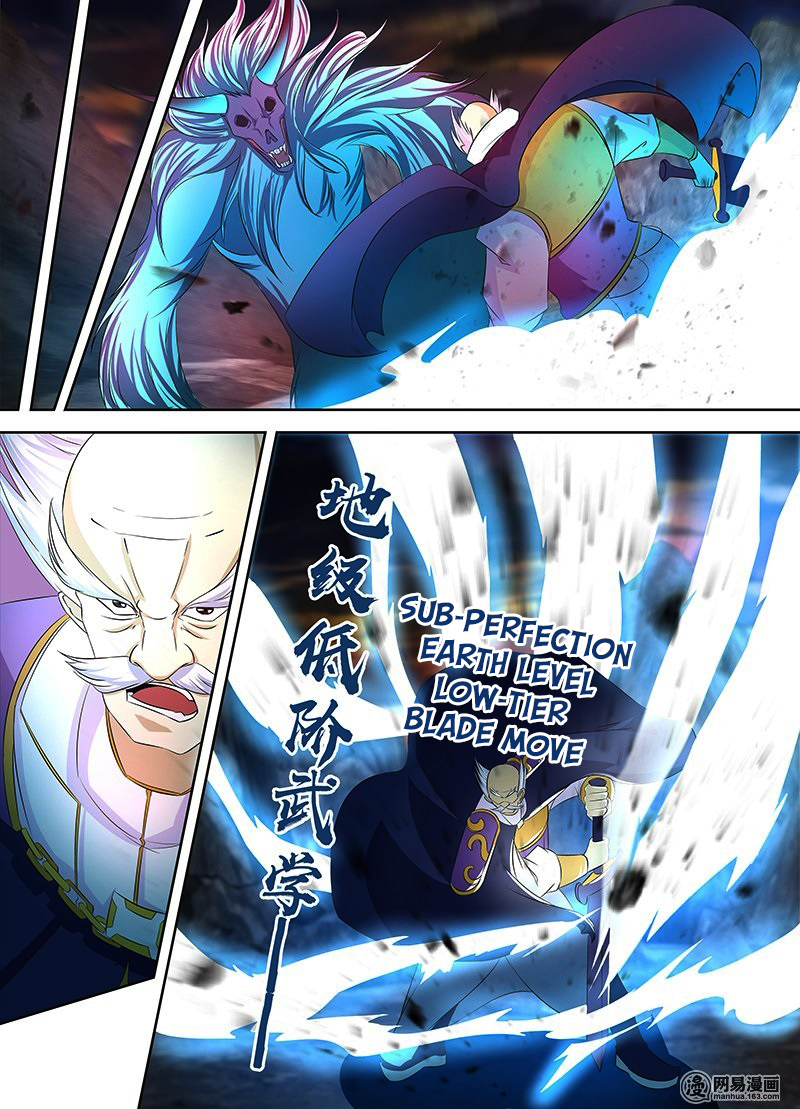 地级低阶武学——
SUB-PERFECTION
EARTH LEVEL
LOW-TIER
BLADE MOVE
漫 网易漫画
manhua.163.com